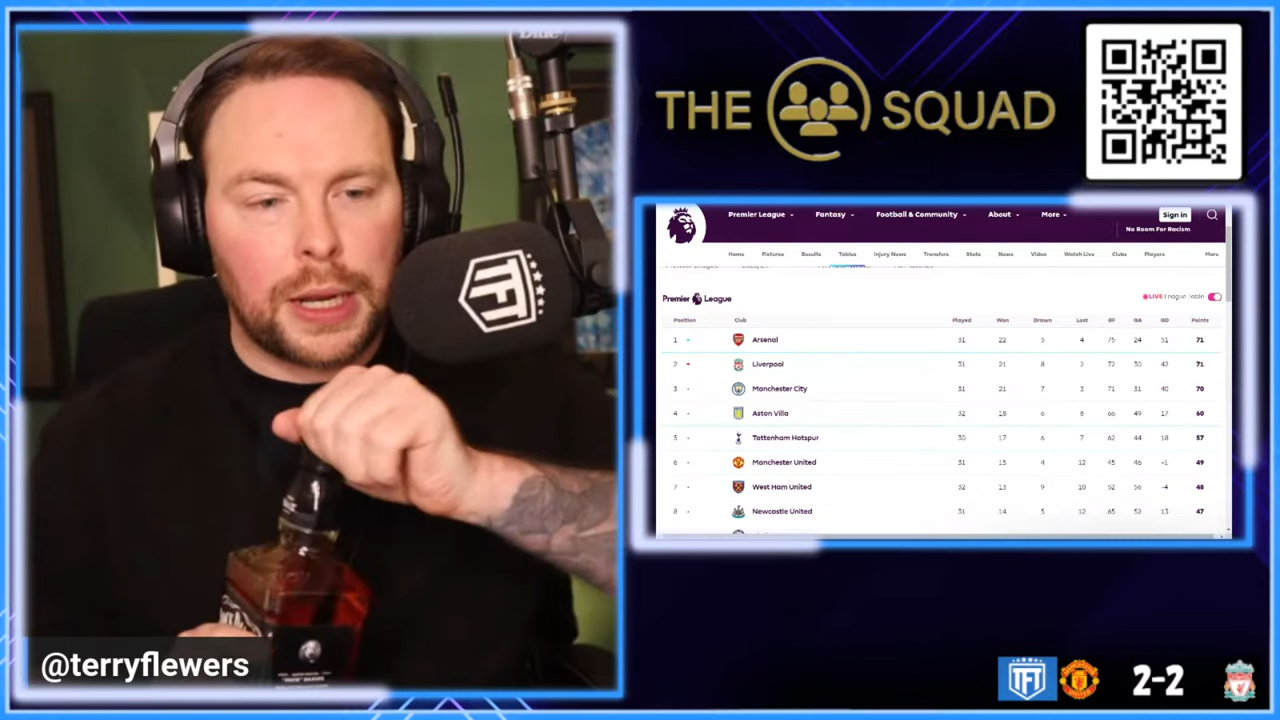 THE SQUAD
TFT
Premier League Fantasy Football & Community About More Sign in
No Room For Racism
Home Fixtures Results Tables Injury News Transfers Stats News Video Watch Live Clubs Players More
Premier League LIVE League Table
Position Club Played Won Drawn Lost GF GA GD Points
1 Arsenal 31 22 5 4 75 24 51 71
2 Liverpool 31 21 8 2 72 30 42 71
3 Manchester City 31 21 7 3 71 31 40 70
4 Aston Villa 32 18 6 8 66 49 17 60
5 Tottenham Hotspur 30 17 6 7 62 44 18 57
6 Manchester United 31 15 4 12 45 46 -1 49
7 West Ham United 32 13 9 10 52 56 -4 48
8 Newcastle United 31 14 5 12 65 52 13 47
@terryflewers
TFT 2-2